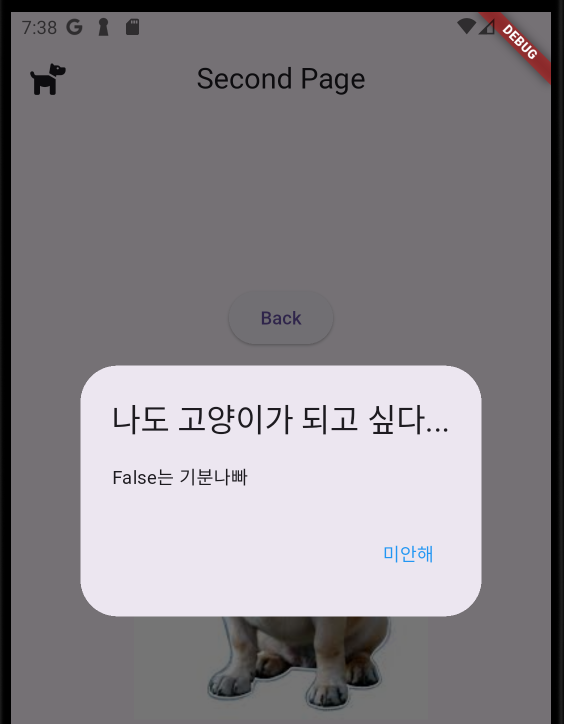 7:38
DEBUG
Second Page
Back
나도 고양이가 되고 싶다...
False는 기분나빠
미안해